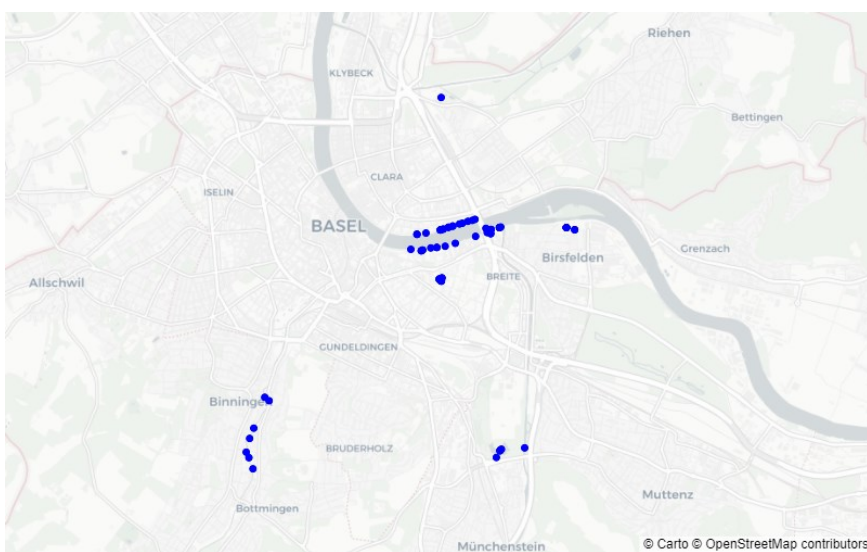 Riehen
KLYBECK
Bettingen
CLARA
ISELIN
BASEL
Grenzach
Birsfelden
BREITE
Allschwil
GUNDELDINGEN
Binningen
BRUDERHOLZ
Muttenz
Bottmingen
Münchenstein
© Carto © OpenStreetMap contributors